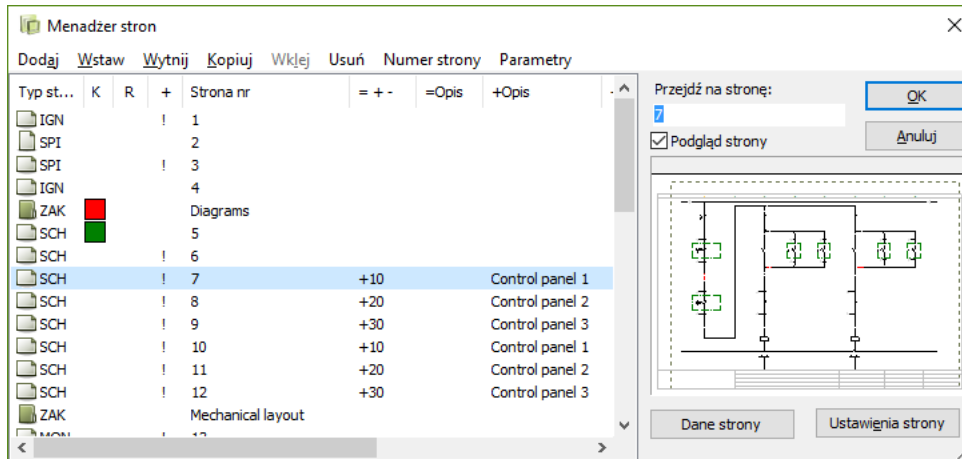 Menadżer stron
Dodaj Wstaw Wytnij Kopiuj Wklej Usuń Numer strony Parametry
Typ st... K R + Strona nr = + - =Opis +Opis
IGN ! 1
SPI 2
SPI ! 3
IGN 4
ZAK Diagrams
SCH 5
SCH ! 6
SCH ! 7 +10 Control panel 1
SCH ! 8 +20 Control panel 2
SCH ! 9 +30 Control panel 3
SCH ! 10 +10 Control panel 1
SCH ! 11 +20 Control panel 2
SCH ! 12 +30 Control panel 3
ZAK Mechanical layout
MON ! 13
Przejdź na stronę:
7
OK
Podgląd strony
Anuluj
Dane strony
Ustawienia strony